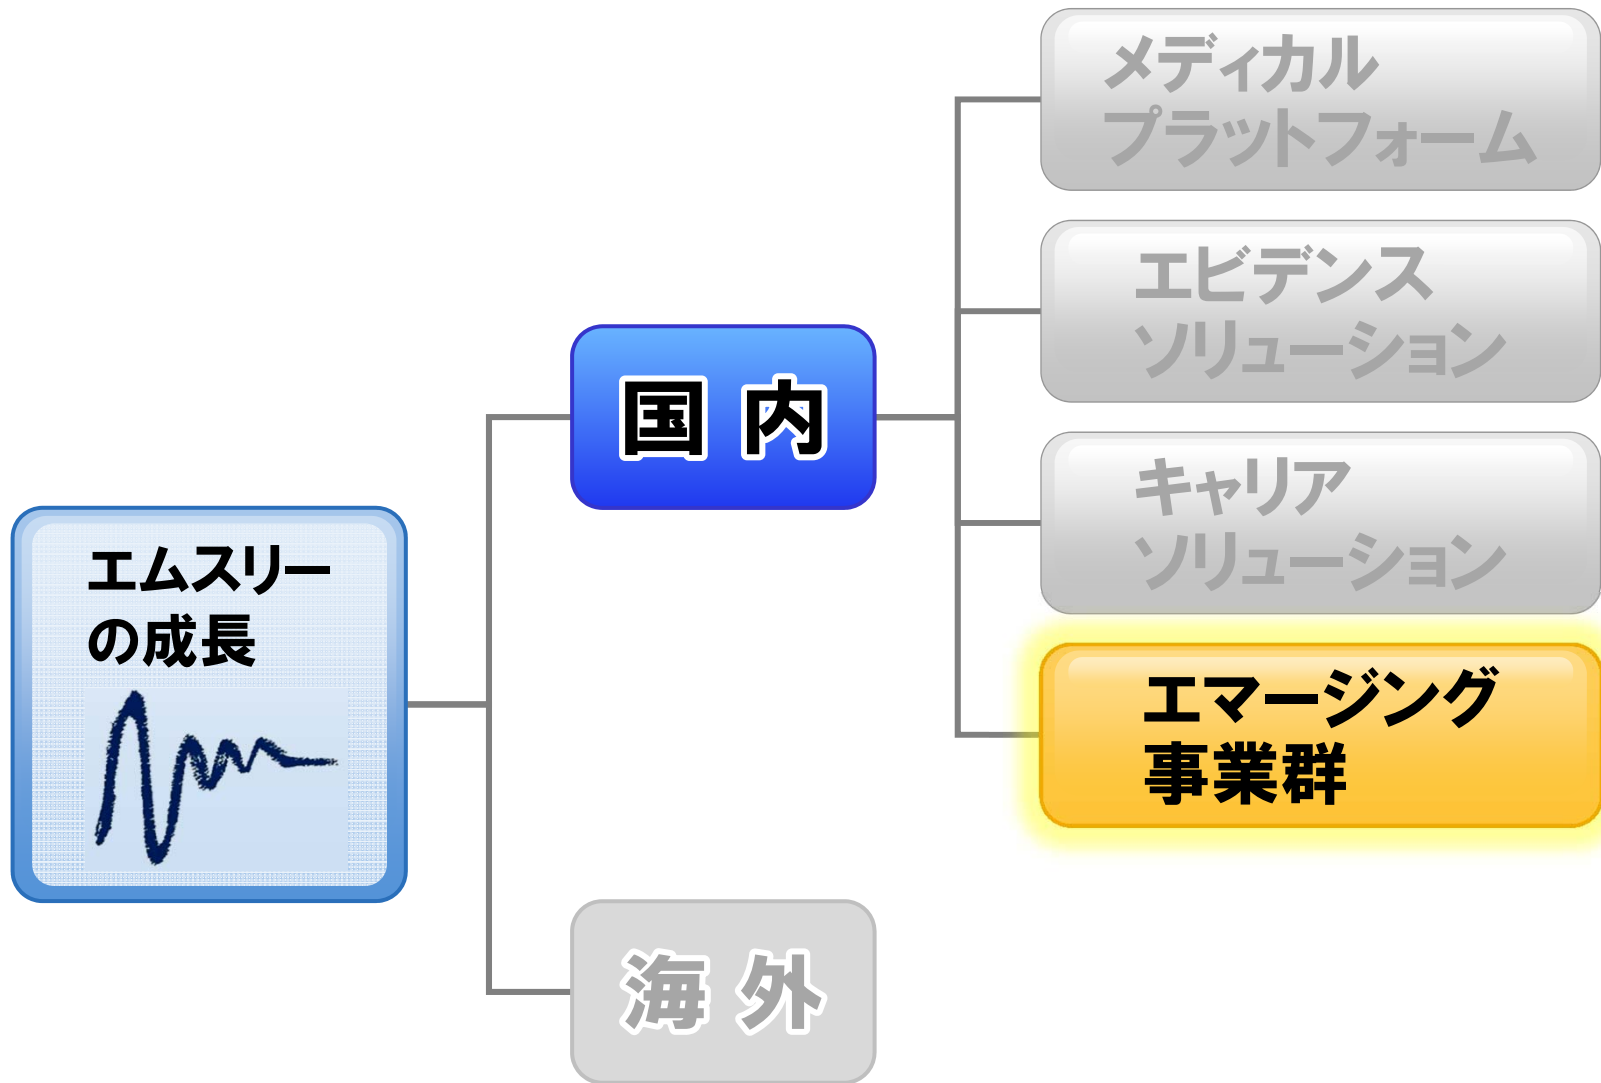 メディカル
プラットフォーム
エビデンス
ソリューション
国 内
キャリア
ソリューション
エムスリー
の成長
エマージング
事業群
海 外